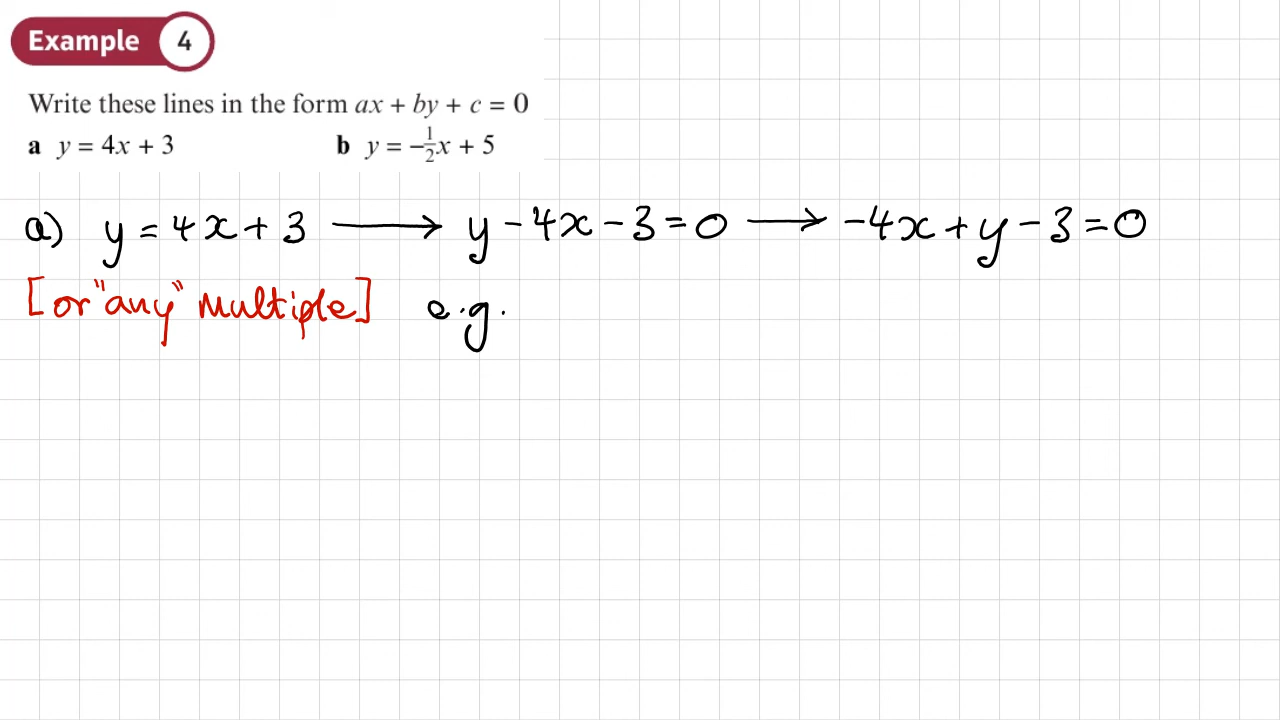 Example 4
Write these lines in the form ax + by + c = 0
a y = 4x + 3 b y = -½x + 5
a) y = 4x + 3 ⟶ y - 4x - 3 = 0 ⟶ -4x + y - 3 = 0
[or "any" multiple] e.g.